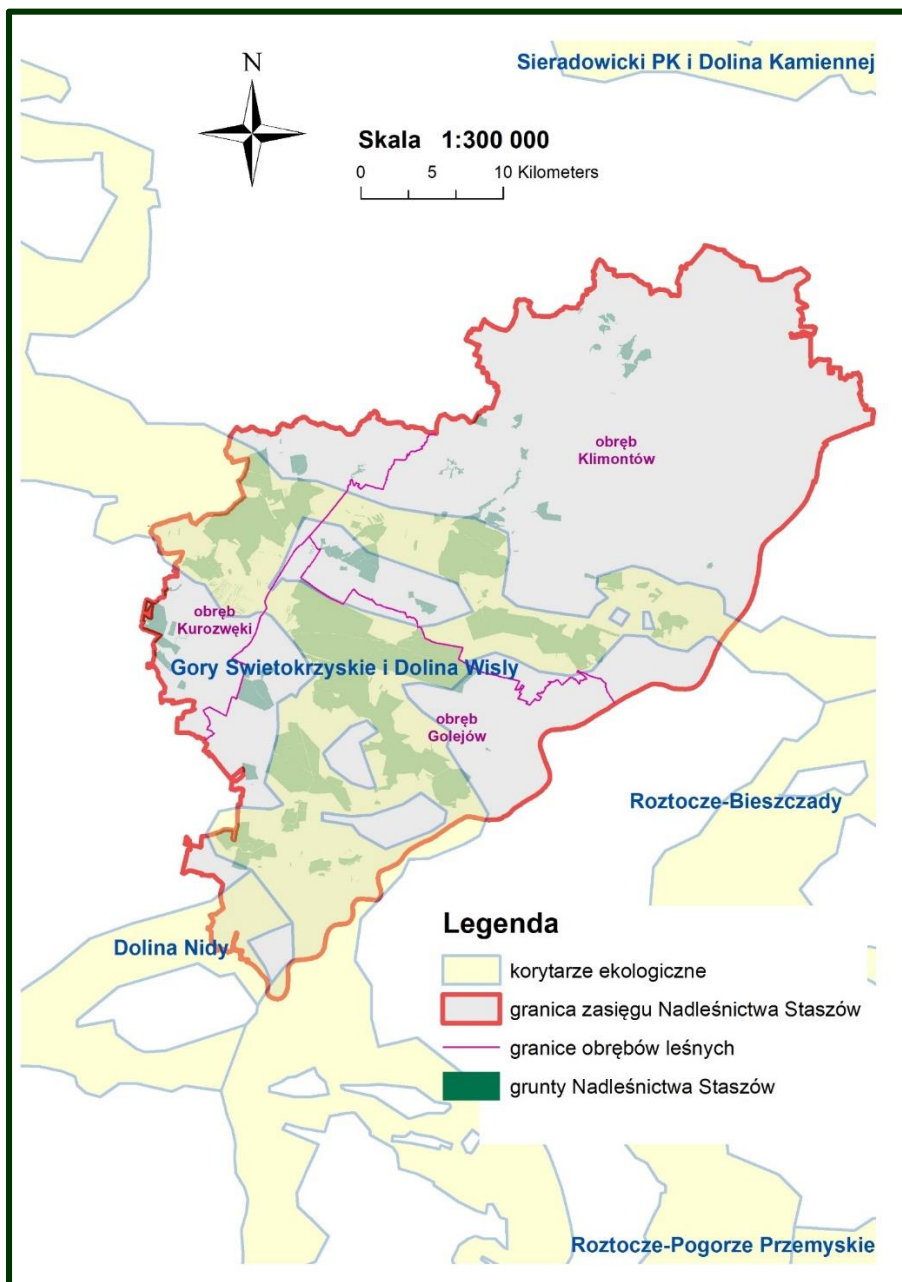 Sieradowicki PK i Dolina Kamiennej
N
Skala 1:300 000
0 5 10 Kilometers
obręb
Klimontów
obręb
Kurozwęki
Gory Swietokrzyskie i Dolina Wisly
obręb
Golejów
Roztocze-Bieszczady
Dolina Nidy
Legenda
korytarze ekologiczne
granica zasięgu Nadleśnictwa Staszów
granice obrębów leśnych
grunty Nadleśnictwa Staszów
Roztocze-Pogorze Przemyskie